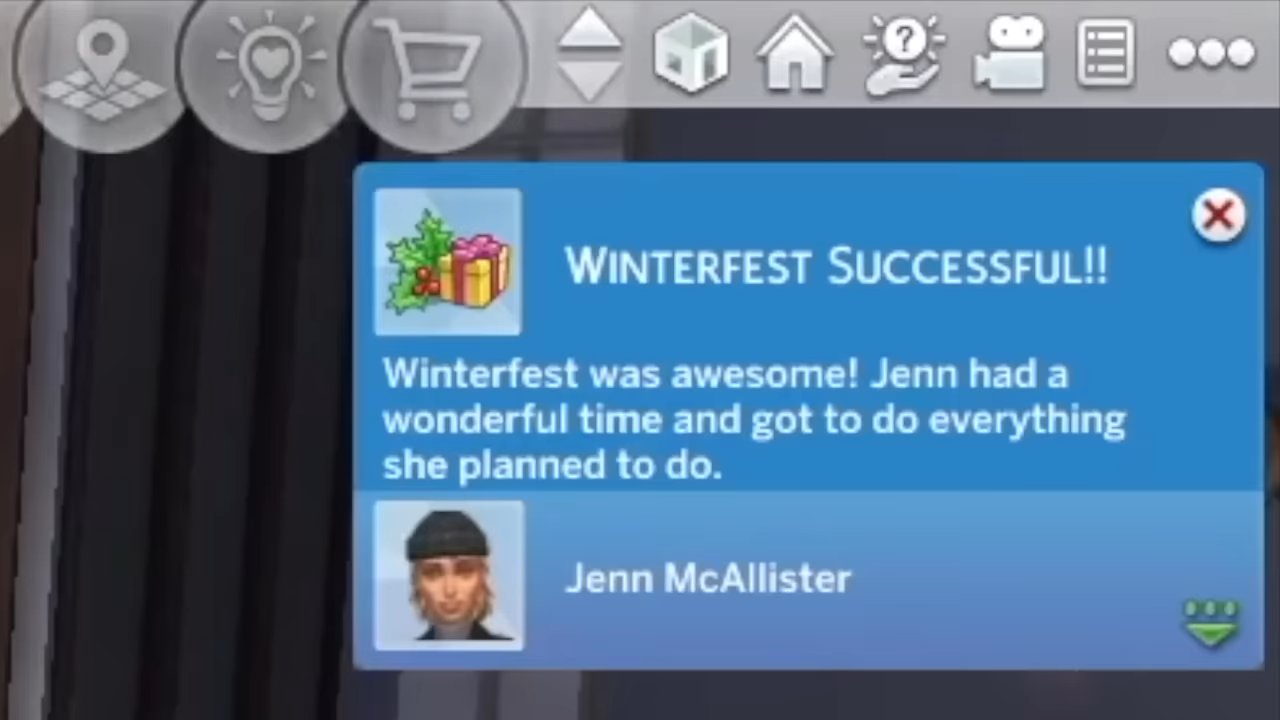 WINTERFEST SUCCESSFUL!!
Winterfest was awesome! Jenn had a
wonderful time and got to do everything
she planned to do.
Jenn McAllister